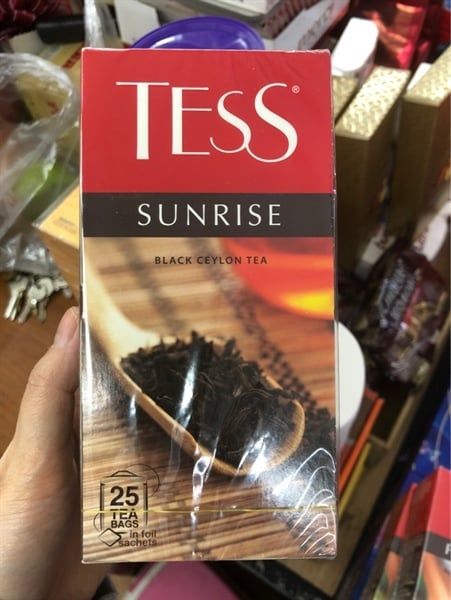 TESS®
SUNRISE
BLACK CEYLON TEA
25
TEA
BAGS
in foil
sachets